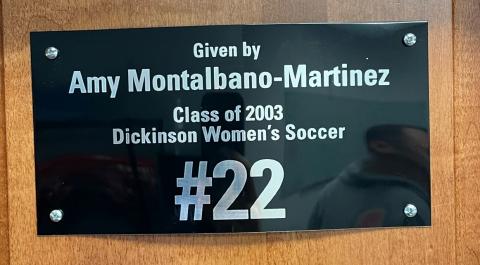 Given by
Amy Montalbano-Martinez
Class of 2003
Dickinson Women's Soccer
#22